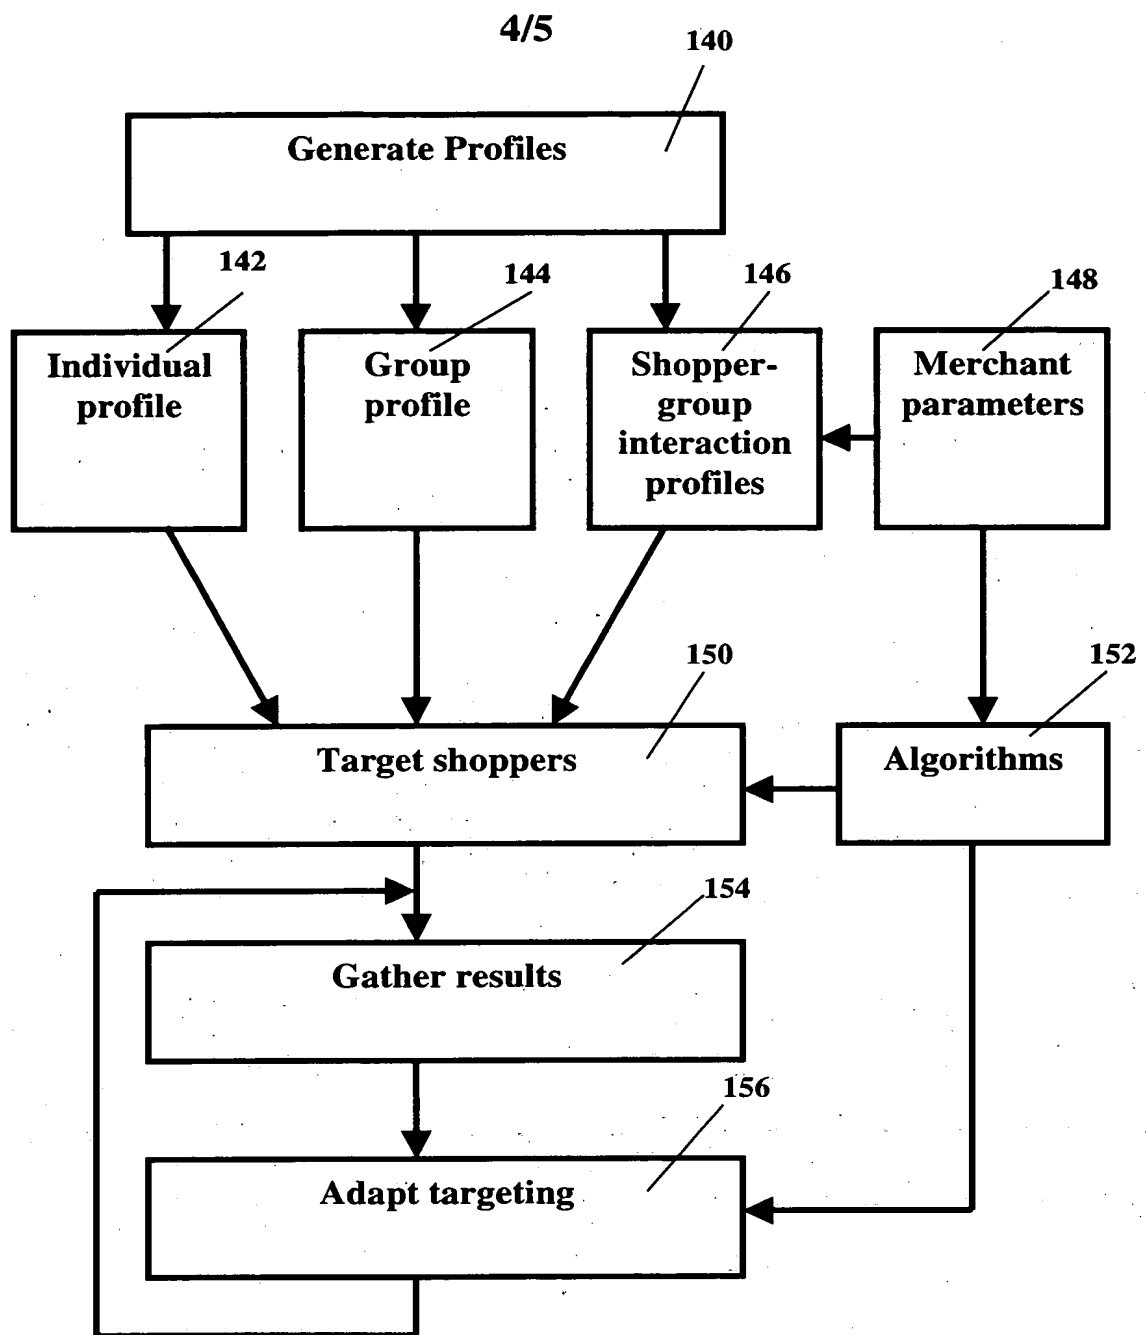 4/5
140
Generate Profiles
142
144
146
148
Individual
profile
Group
profile
Shopper-
group
interaction
profiles
Merchant
parameters
150
152
Target shoppers
Algorithms
154
Gather results
156
Adapt targeting